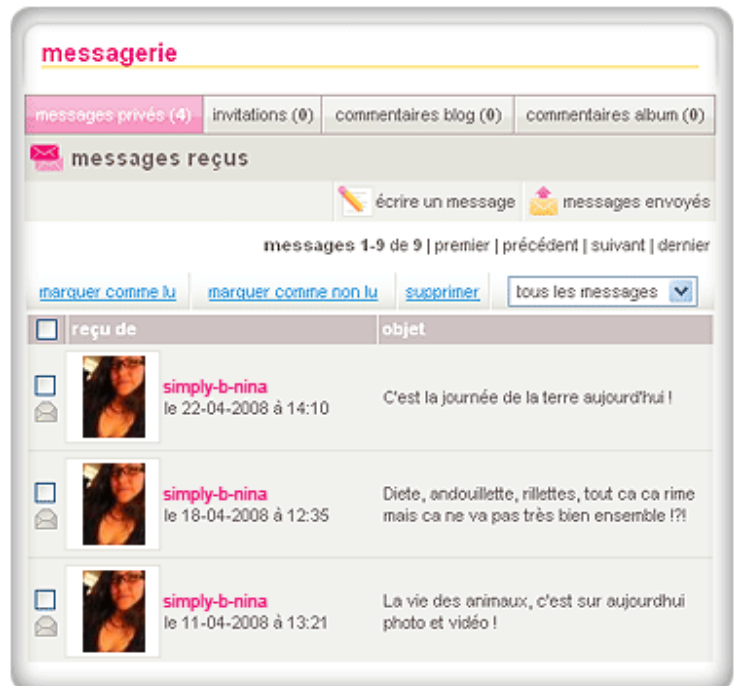 messagerie
messages privés (4) invitations (0) commentaires blog (0) commentaires album (0)
messages reçus
écrire un message messages envoyés
messages 1-9 de 9 | premier | précédent | suivant | dernier
marquer comme lu marquer comme non lu supprimer tous les messages
reçu de objet
simply-b-nina
le 22-04-2008 à 14:10
C'est la journée de la terre aujourd'hui !
simply-b-nina
le 18-04-2008 à 12:35
Diete, andouillette, rillettes, tout ca ca rime
mais ca ne va pas très bien ensemble !?!
simply-b-nina
le 11-04-2008 à 13:21
La vie des animaux, c'est sur aujourdhui
photo et vidéo !